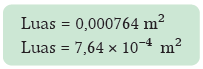 Luas = 0,000764 m²
Luas = 7,64 × 10⁻⁴ m²